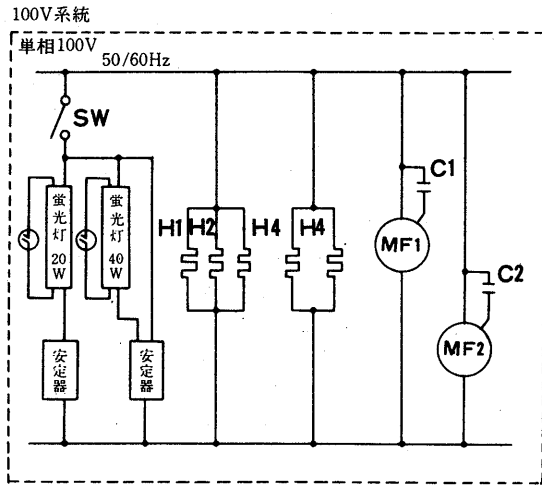 100V系統
単相100V
50/60Hz
SW
蛍光灯20W
蛍光灯40W
H1
H2
H4
H4
C1
MF1
C2
MF2
安定器
安定器